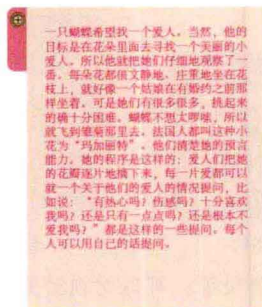 一只蝴蝶希望找一个爱人。当然，他的
目标是在花朵里面去寻找一个美丽的小
爱人。所以他就把她们仔细地观察了一
番。每朵花都很文静地、庄重地坐在花
枝上，就好像一个姑娘在婚约之前那
样坐着。可是她们有很多很多，挑起来
的确十分困难。蝴蝶不想太啰唆，所以
就飞到雏菊那里去。法国人都叫这种小
花为“玛加丽特”。他们清楚她的预言
能力。她的程序是这样的：爱人们把她
的花瓣逐片地摘下来，每一片爱都可以
就一个关于他们的爱人的情况提问，比
如说：“有热心吗？伤感吗？十分喜欢
我吗？还是只有一点点吗？还是根本不
爱我吗？”都是这样的一些提问。每个
人可以用自己的话提问。